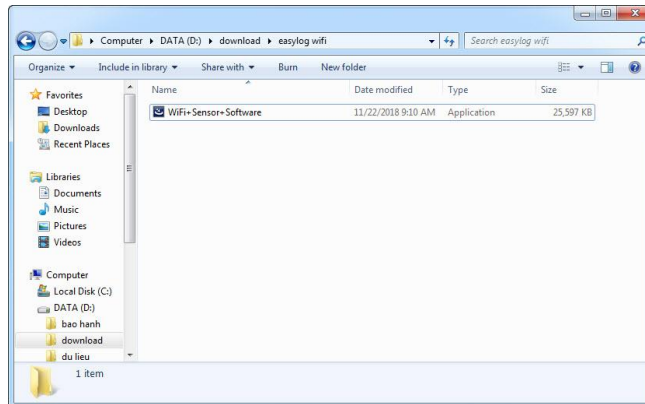 Computer ▸ DATA (D:) ▸ download ▸ easylog wifi
Search easylog wifi
Organize Include in library Share with Burn New folder
Favorites
Desktop
Downloads
Recent Places
Libraries
Documents
Music
Pictures
Videos
Computer
Local Disk (C:)
DATA (D:)
bao hanh
download
du lieu
Name Date modified Type Size
WiFi+Sensor+Software 11/22/2018 9:10 AM Application 25,597 KB
1 item